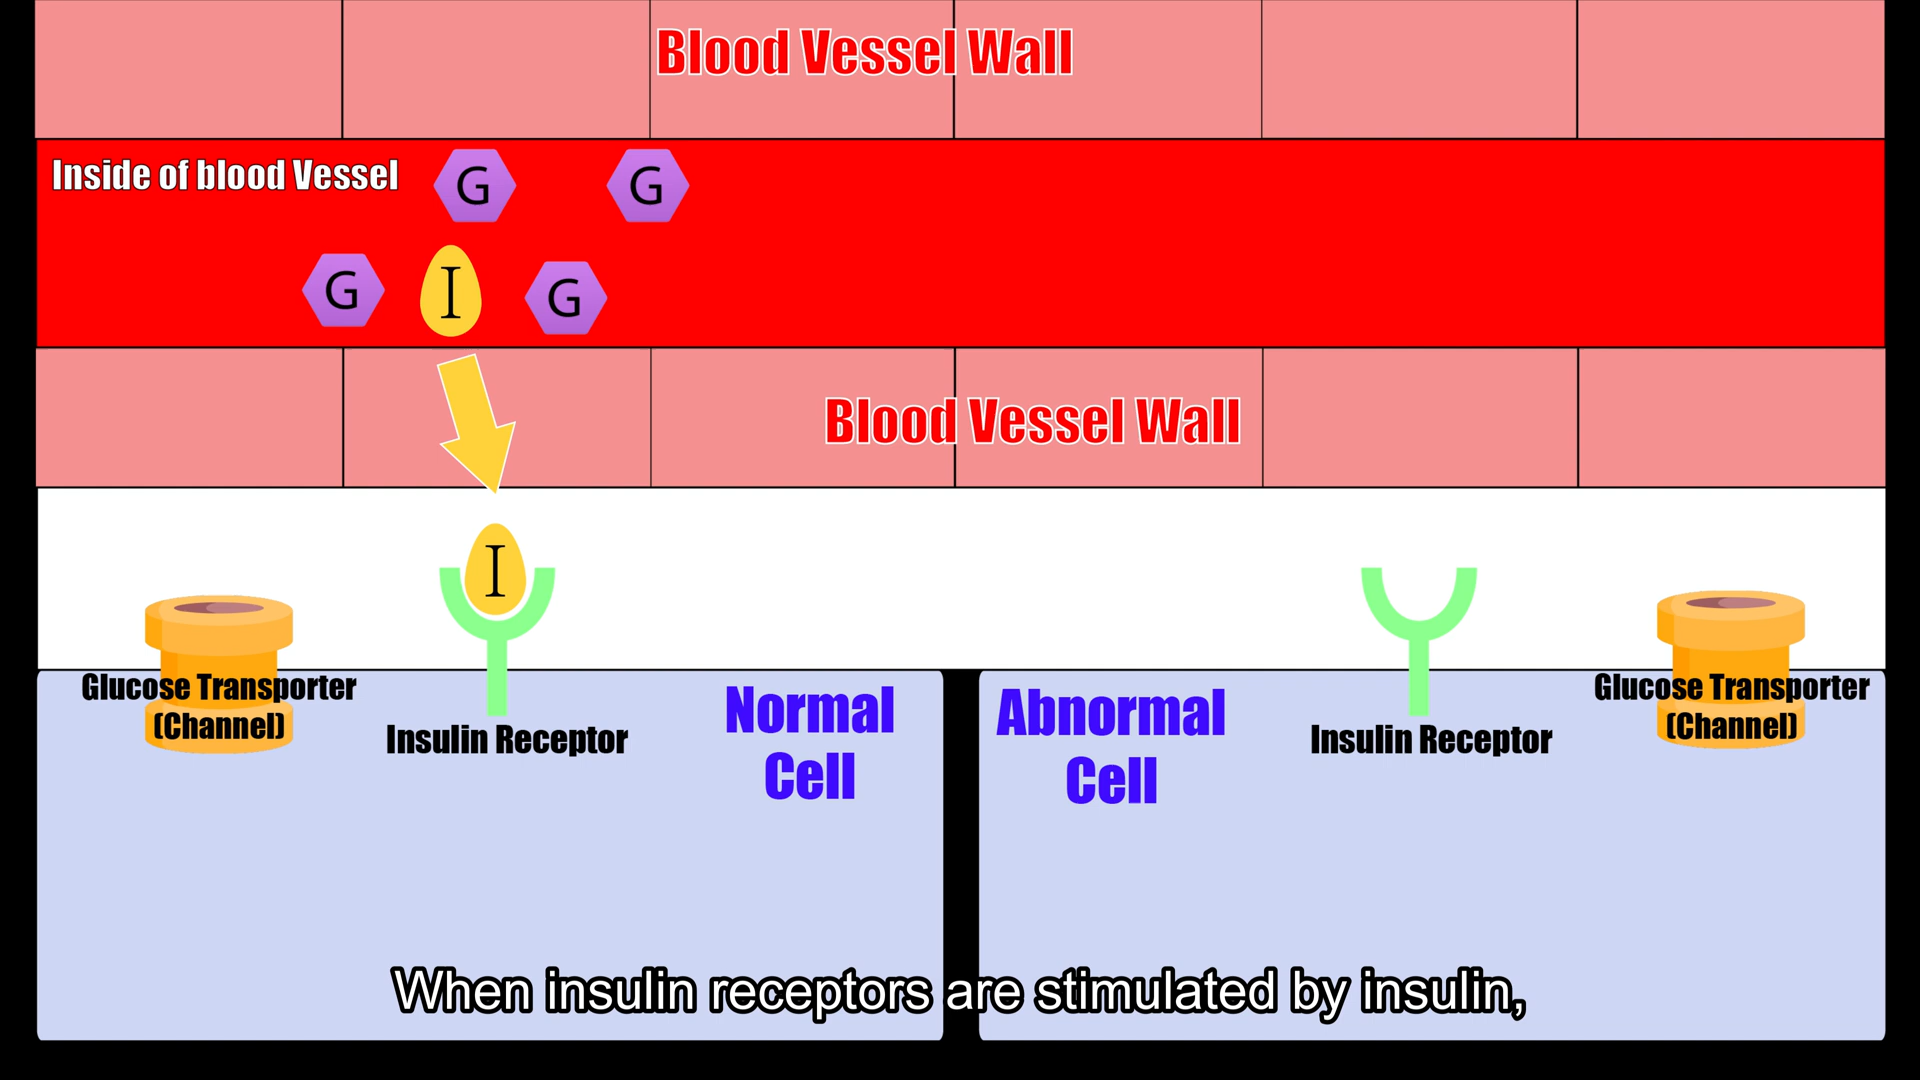 Blood Vessel Wall
Inside of blood Vessel
G
G
G
I
G
Blood Vessel Wall
I
Glucose Transporter
(Channel)
Insulin Receptor
Normal
Cell
Abnormal
Cell
Insulin Receptor
Glucose Transporter
(Channel)
When insulin receptors are stimulated by insulin,